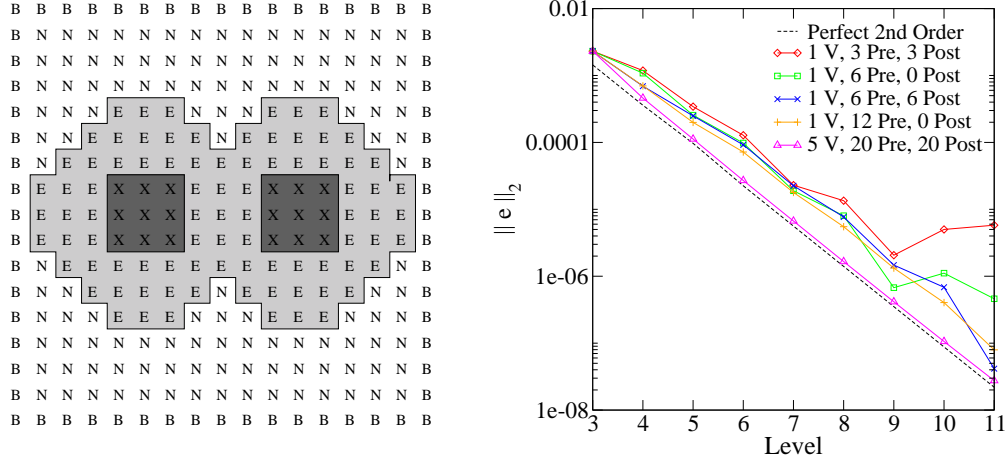 B B B B B B B B B B B B B B B B B
B N N N N N N N N N N N N N N N B
B N N N N N N N N N N N N N N N B
B N N N N N N N N N N N N N N N B
B N N N E E E N N N E E E N N N B
B N N E E E E E N E E E E E N N B
B N E E E E E E E E E E E E E N B
B E E E X X X E E E X X X E E E B
B E E E X X X E E E X X X E E E B
B E E E X X X E E E X X X E E E B
B N E E E E E E E E E E E E E N B
B N N E E E E E N E E E E E N N B
B N N N E E E N N N E E E N N N B
B N N N N N N N N N N N N N N N B
B N N N N N N N N N N N N N N N B
B N N N N N N N N N N N N N N N B
B B B B B B B B B B B B B B B B B
0.01
0.0001
1e-06
1e-08
|| e ||2
3 4 5 6 7 8 9 10 11
Level
Perfect 2nd Order
1 V, 3 Pre, 3 Post
1 V, 6 Pre, 0 Post
1 V, 6 Pre, 6 Post
1 V, 12 Pre, 0 Post
5 V, 20 Pre, 20 Post